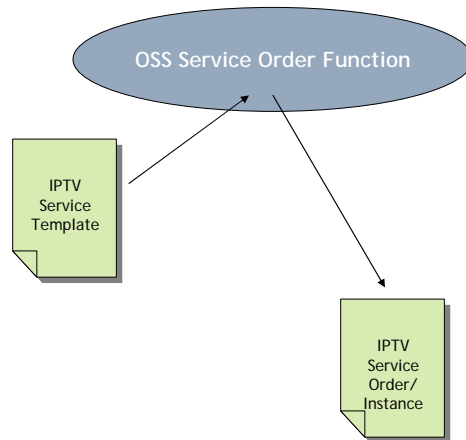 OSS Service Order Function
IPTV
Service
Template
IPTV
Service
Order/
Instance